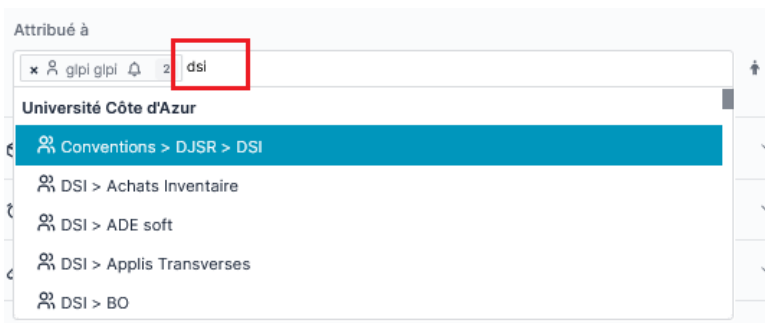 Attribué à
× glpi glpi 2 dsi
Université Côte d'Azur
Conventions > DJSR > DSI
DSI > Achats Inventaire
DSI > ADE soft
DSI > Applis Transverses
DSI > BO